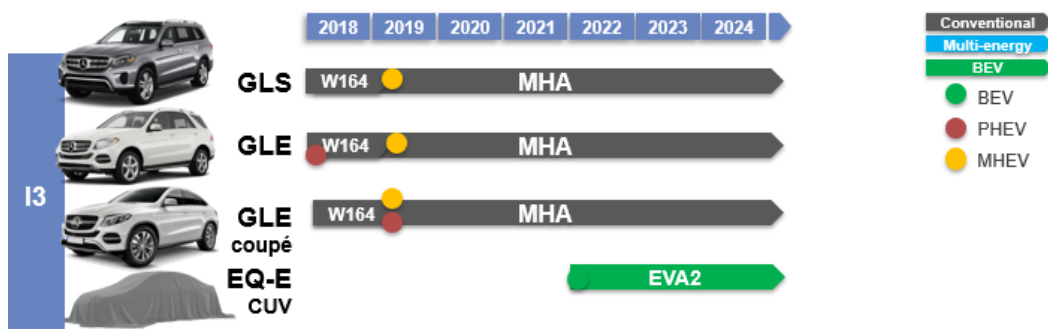 2018 2019 2020 2021 2022 2023 2024
Conventional
Multi-energy
BEV
BEV
PHEV
MHEV
I3
GLS W164 MHA
GLE W164 MHA
GLE W164 MHA
coupé
EQ-E EVA2
CUV